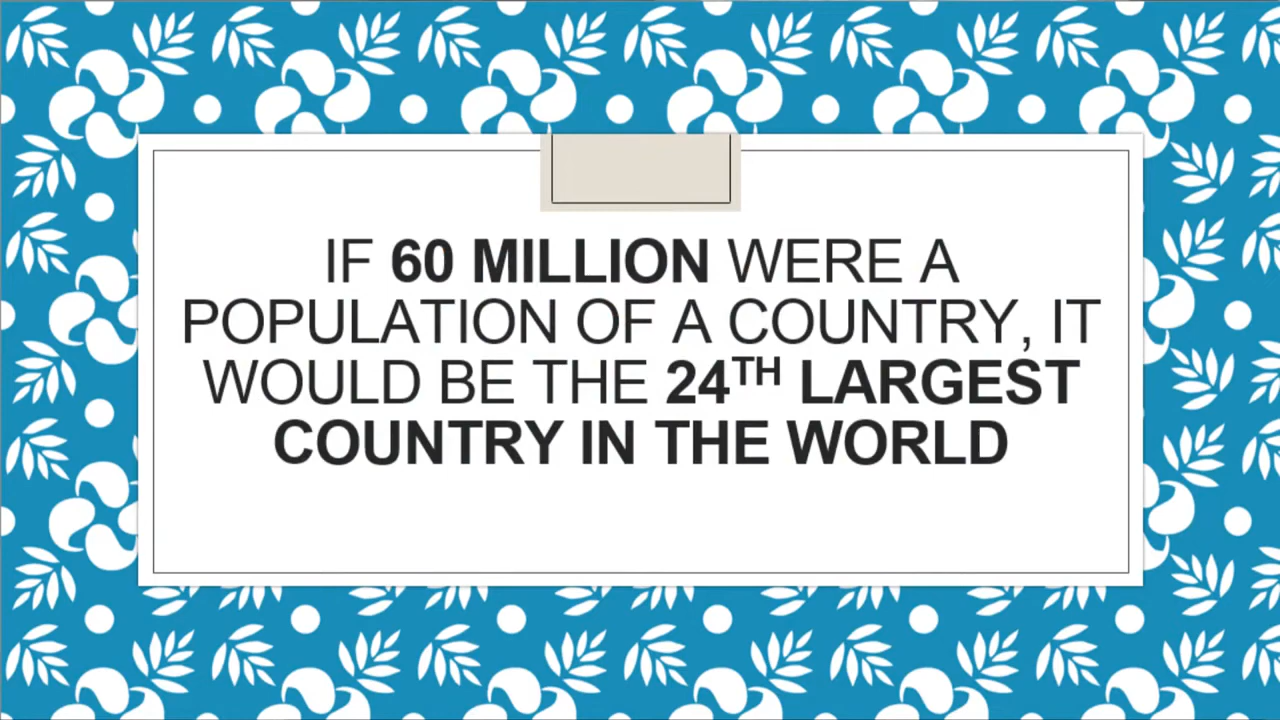 IF 60 MILLION WERE A
POPULATION OF A COUNTRY, IT
WOULD BE THE 24TH LARGEST
COUNTRY IN THE WORLD